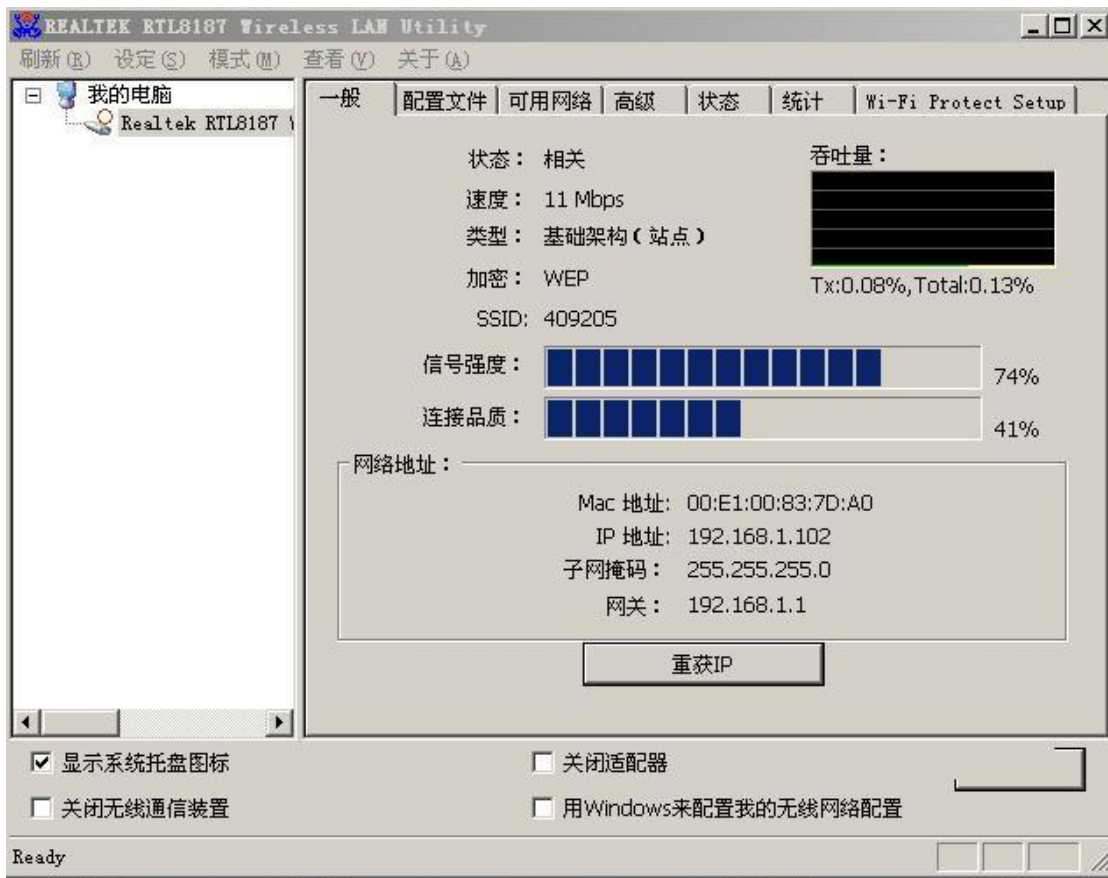 REALTEK RTL8187 Wireless LAN Utility
刷新(R) 设定(S) 模式(M) 查看(V) 关于(A)
我的电脑
Realtek RTL8187
一般 配置文件 可用网络 高级 状态 统计 Wi-Fi Protect Setup
状态： 相关
吞吐量：
速度： 11 Mbps
类型： 基础架构（站点）
加密： WEP
Tx:0.08%,Total:0.13%
SSID: 409205
信号强度： 74%
连接品质： 41%
网络地址：
Mac 地址: 00:E1:00:83:7D:A0
IP 地址: 192.168.1.102
子网掩码： 255.255.255.0
网关： 192.168.1.1
重获IP
显示系统托盘图标 关闭适配器
关闭无线通信装置 用Windows来配置我的无线网络配置
Ready